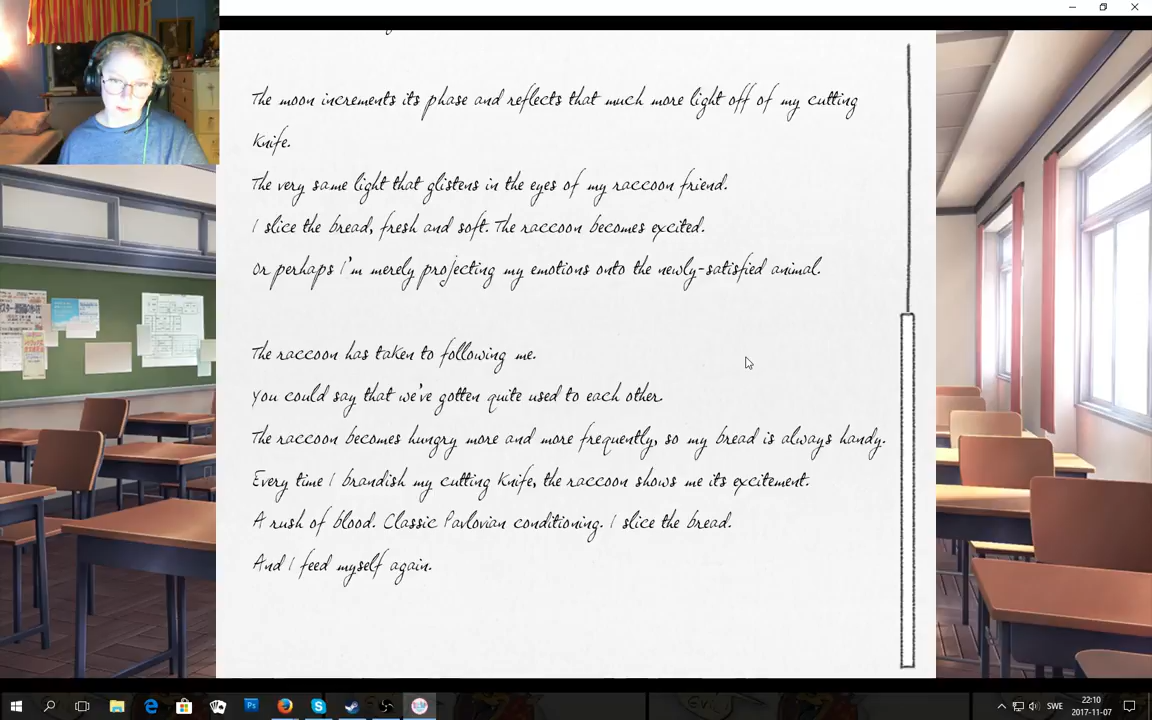 The moon increments its phase and reflects that much more light off of my cutting
knife.
The very same light that glistens in the eyes of my raccoon friend.
I slice the bread, fresh and soft. The raccoon becomes excited.
Or perhaps I'm merely projecting my emotions onto the newly-satisfied animal.
The raccoon has taken to following me.
You could say that we've gotten quite used to each other.
The raccoon becomes hungry more and more frequently, so my bread is always handy.
Every time I brandish my cutting knife, the raccoon shows me its excitement.
A rush of blood. Classic Pavlovian conditioning. I slice the bread.
And I feed myself again.
SWE
22:10
2017-11-07